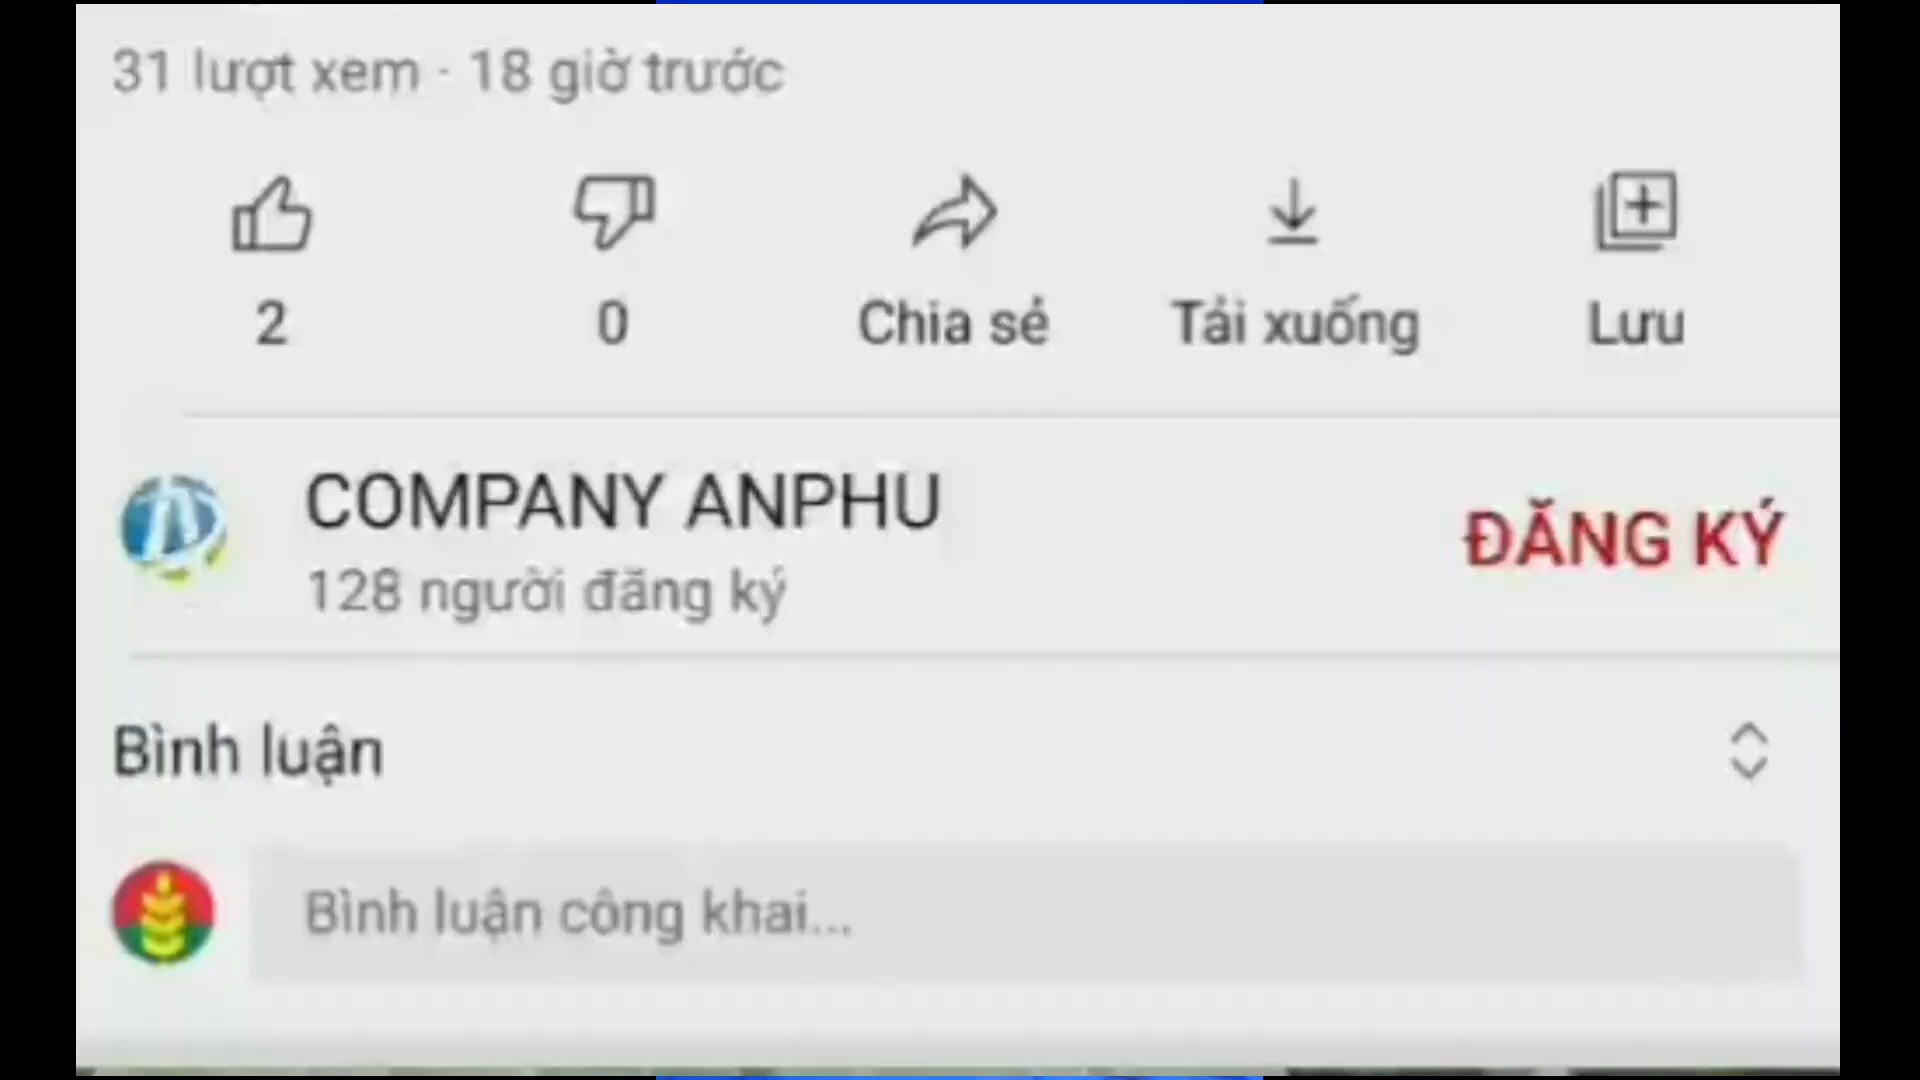 31 lượt xem · 18 giờ trước
2 0 Chia sẻ Tải xuống Lưu
COMPANY ANPHU
ĐĂNG KÝ
128 người đăng ký
Bình luận
Bình luận công khai...